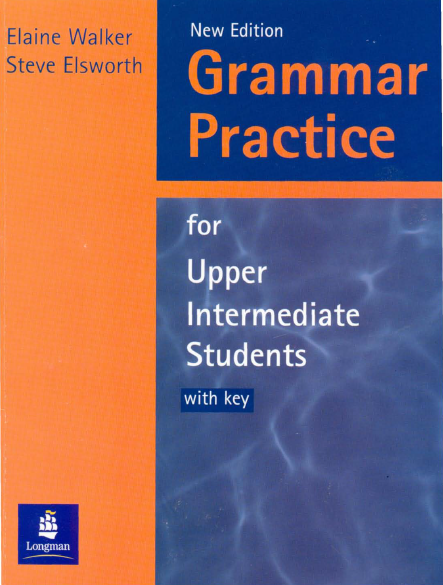 Elaine Walker
Steve Elsworth
New Edition
Grammar
Practice
for
Upper
Intermediate
Students
with key
Longman